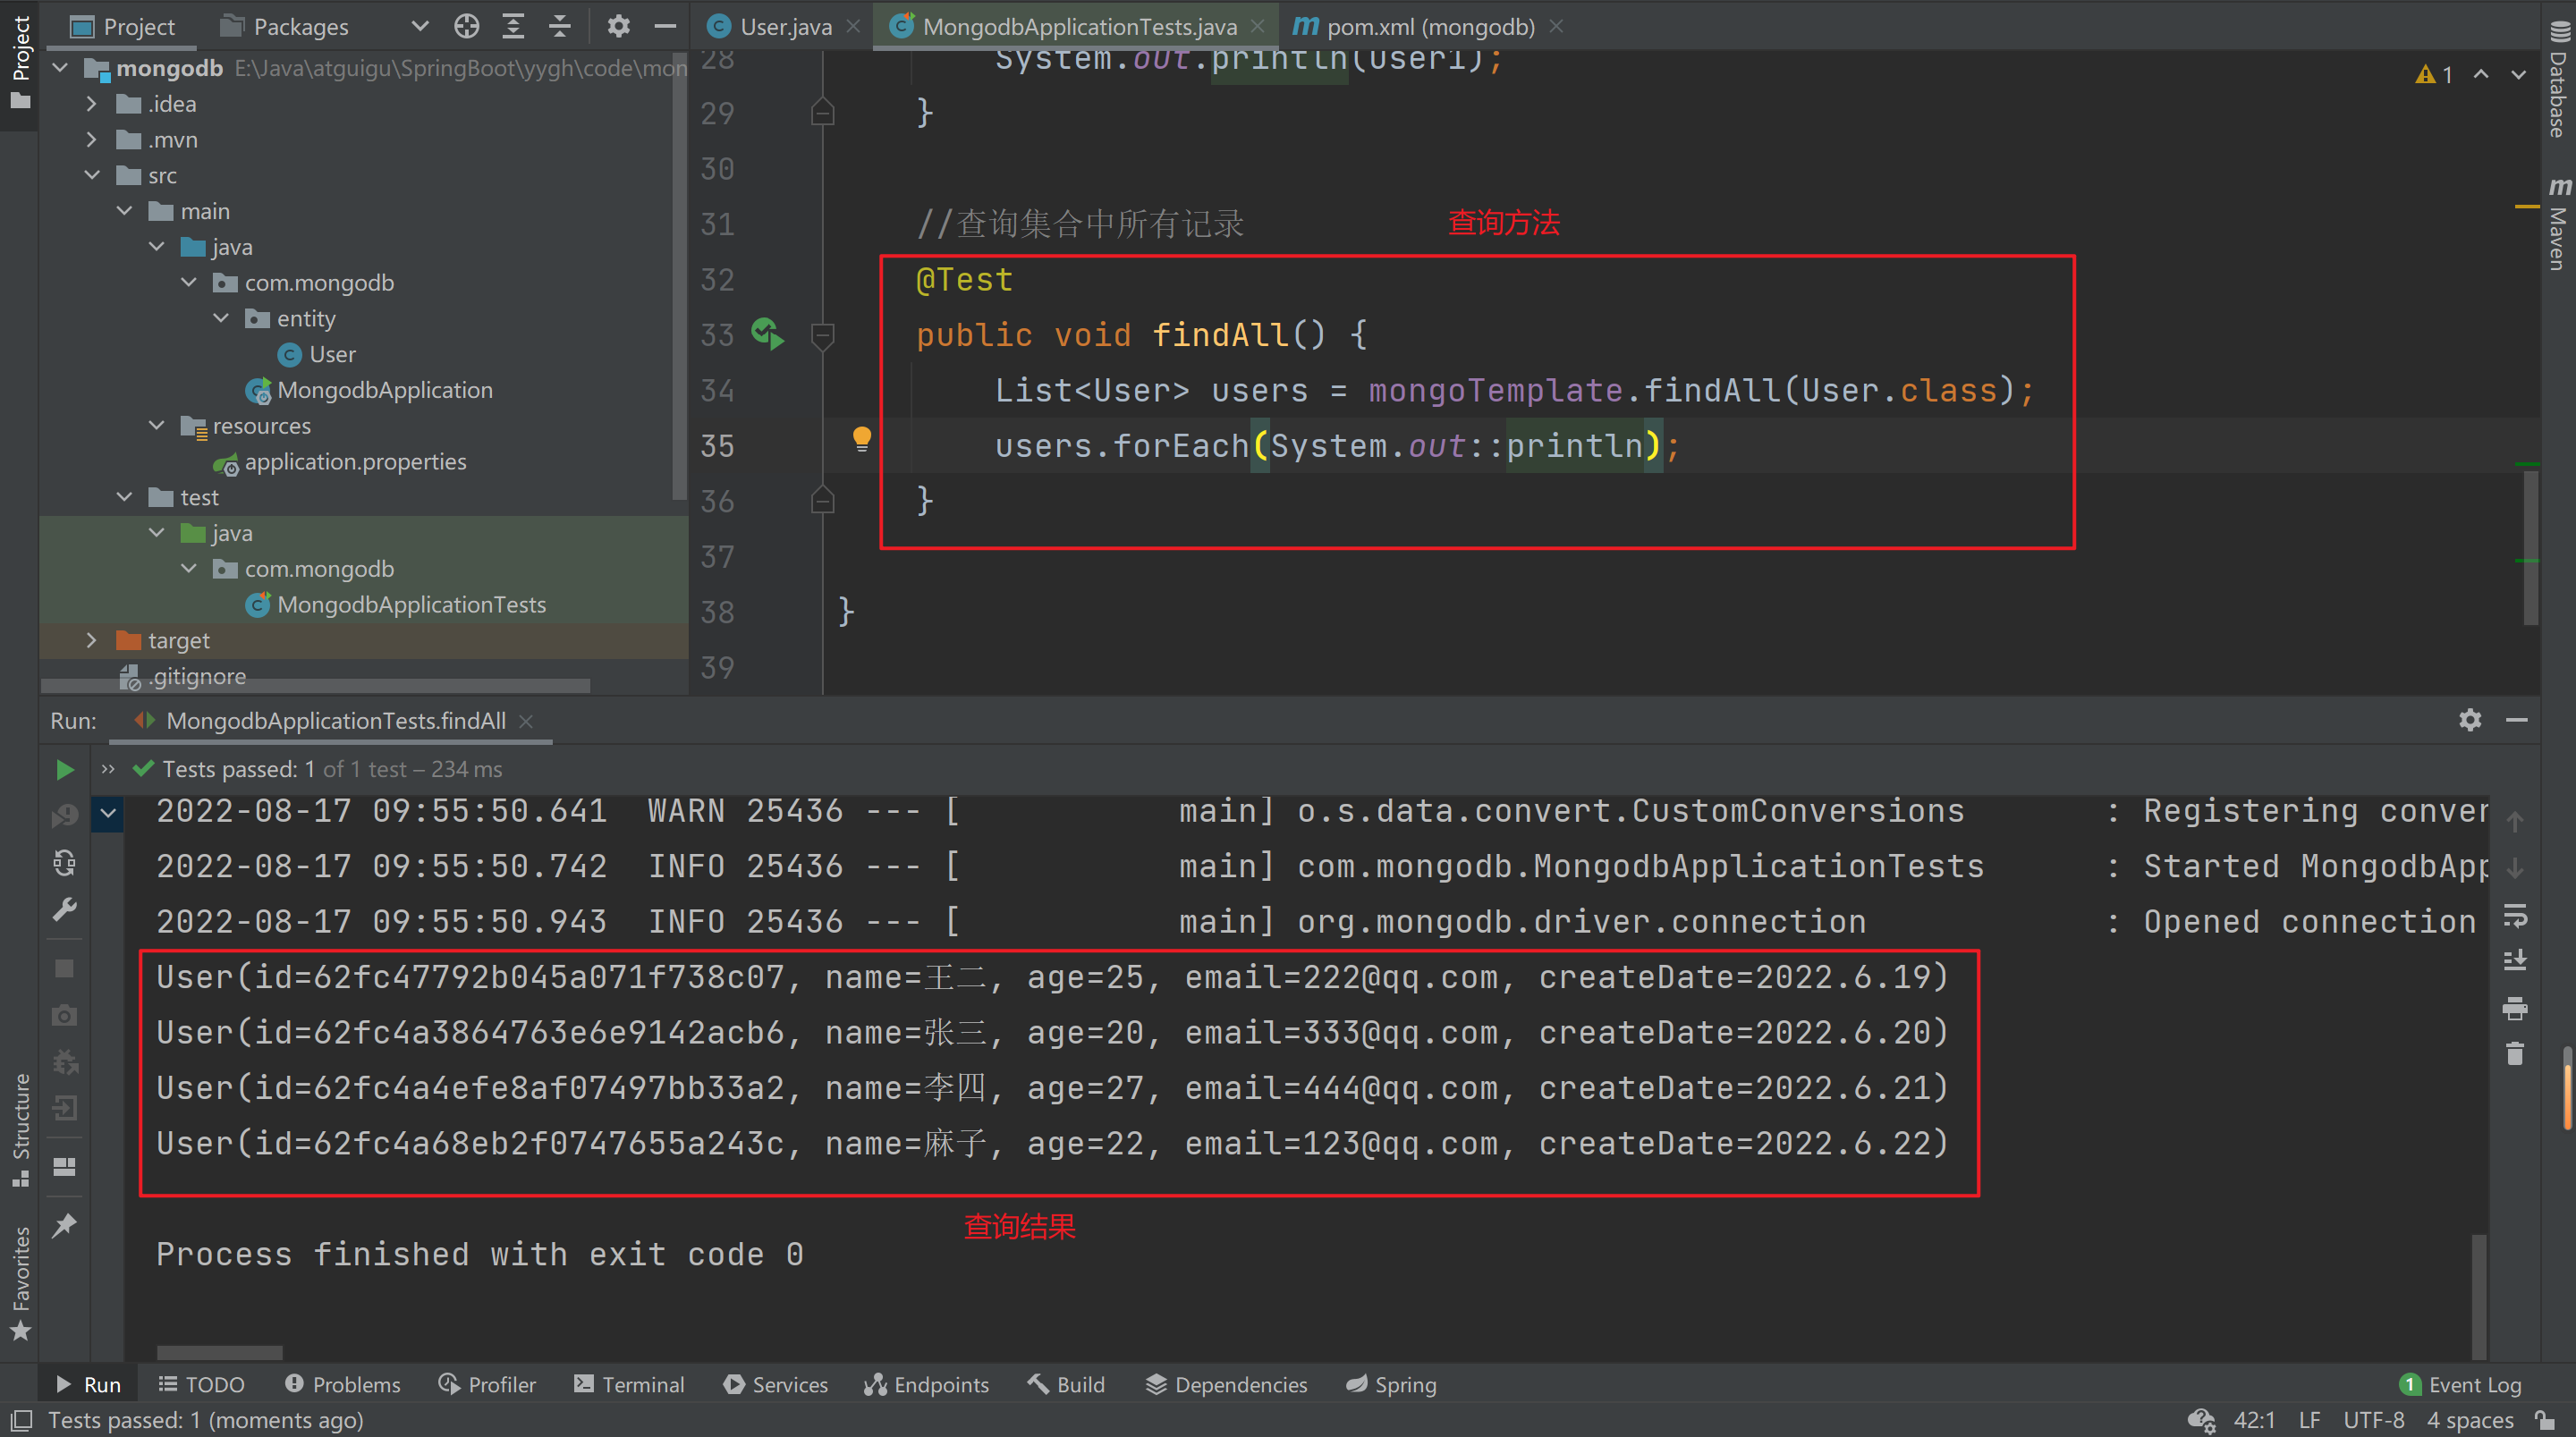 Project
Packages
User.java
MongodbApplicationTests.java
pom.xml (mongodb)
Project
mongodb E:\Java\atguigu\SpringBoot\yygh\code\mon
.idea
.mvn
src
main
java
com.mongodb
entity
User
MongodbApplication
resources
application.properties
test
java
com.mongodb
MongodbApplicationTests
target
.gitignore
28 System.out.println(user1);
29 }
30
31 //查询集合中所有记录 查询方法
32 @Test
33 public void findAll() {
34 List<User> users = mongoTemplate.findAll(User.class);
35 users.forEach(System.out::println);
36 }
37
38 }
39
1
Database
Maven
Run: MongodbApplicationTests.findAll
Tests passed: 1 of 1 test – 234 ms
2022-08-17 09:55:50.641 WARN 25436 --- [ main] o.s.data.convert.CustomConversions : Registering conver
2022-08-17 09:55:50.742 INFO 25436 --- [ main] com.mongodb.MongodbApplicationTests : Started MongodbApp
2022-08-17 09:55:50.943 INFO 25436 --- [ main] org.mongodb.driver.connection : Opened connection
User(id=62fc47792b045a071f738c07, name=王二, age=25, email=222@qq.com, createDate=2022.6.19)
User(id=62fc4a3864763e6e9142acb6, name=张三, age=20, email=333@qq.com, createDate=2022.6.20)
User(id=62fc4a4efe8af07497bb33a2, name=李四, age=27, email=444@qq.com, createDate=2022.6.21)
User(id=62fc4a68eb2f0747655a243c, name=麻子, age=22, email=123@qq.com, createDate=2022.6.22)
查询结果
Process finished with exit code 0
Structure
Favorites
Run
TODO
Problems
Profiler
Terminal
Services
Endpoints
Build
Dependencies
Spring
1 Event Log
Tests passed: 1 (moments ago)
42:1 LF UTF-8 4 spaces